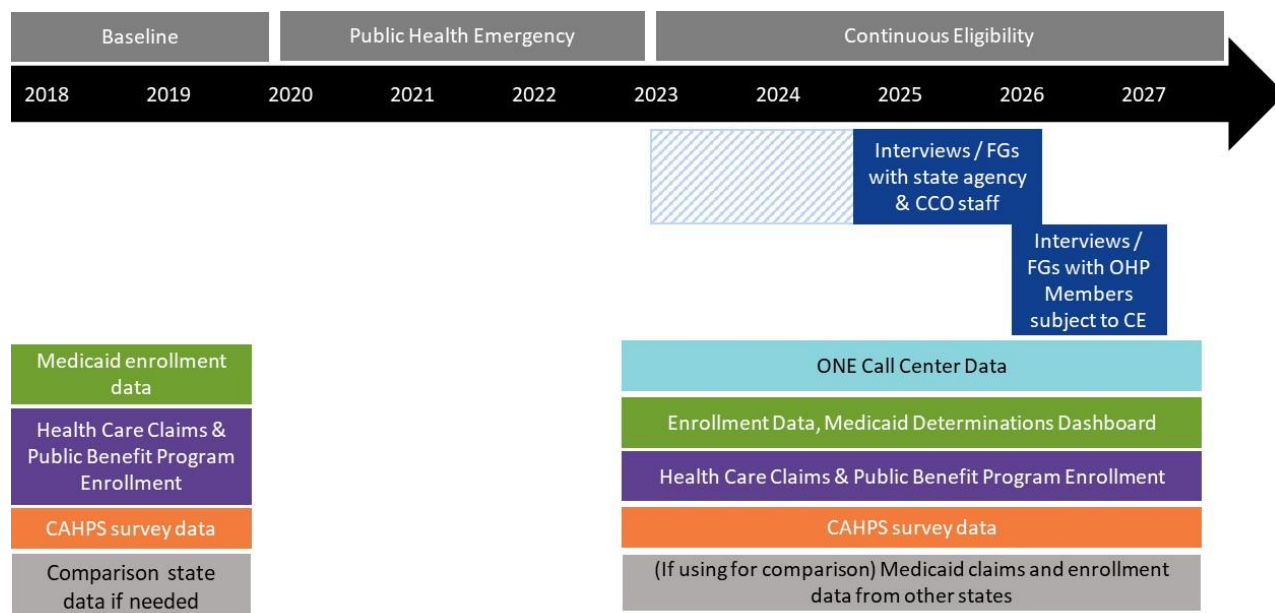 Baseline
Public Health Emergency
Continuous Eligibility
2018 2019 2020 2021 2022 2023 2024 2025 2026 2027
Interviews / FGs
with state agency
& CCO staff
Interviews /
FGs with OHP
Members
subject to CE
Medicaid enrollment
data
Health Care Claims &
Public Benefit Program
Enrollment
CAHPS survey data
Comparison state
data if needed
ONE Call Center Data
Enrollment Data, Medicaid Determinations Dashboard
Health Care Claims & Public Benefit Program Enrollment
CAHPS survey data
(If using for comparison) Medicaid claims and enrollment
data from other states